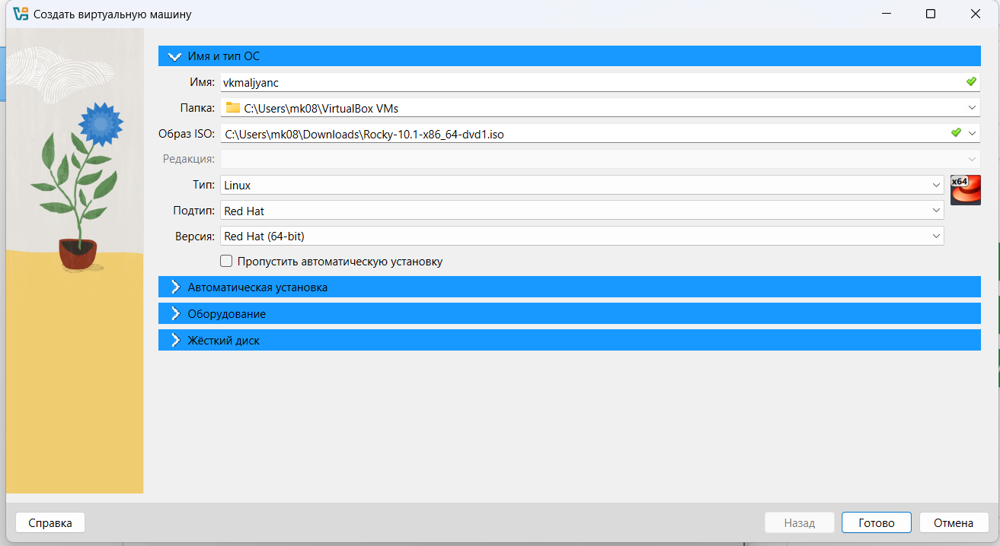 Создать виртуальную машину
Имя и тип ОС
Имя: vkmaljyanc
Папка: C:\Users\mk08\VirtualBox VMs
Образ ISO: C:\Users\mk08\Downloads\Rocky-10.1-x86_64-dvd1.iso
Редакция:
Тип: Linux
x64
Подтип: Red Hat
Версия: Red Hat (64-bit)
Пропустить автоматическую установку
Автоматическая установка
Оборудование
Жёсткий диск
Справка Назад Готово Отмена